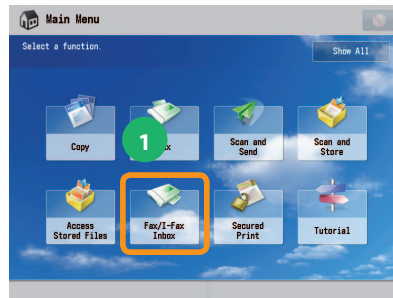 Main Menu
Select a function.
Show All
Copy
1
Scan and
Send
Scan and
Store
Access
Stored Files
Fax/I-Fax
Inbox
Secured
Print
Tutorial